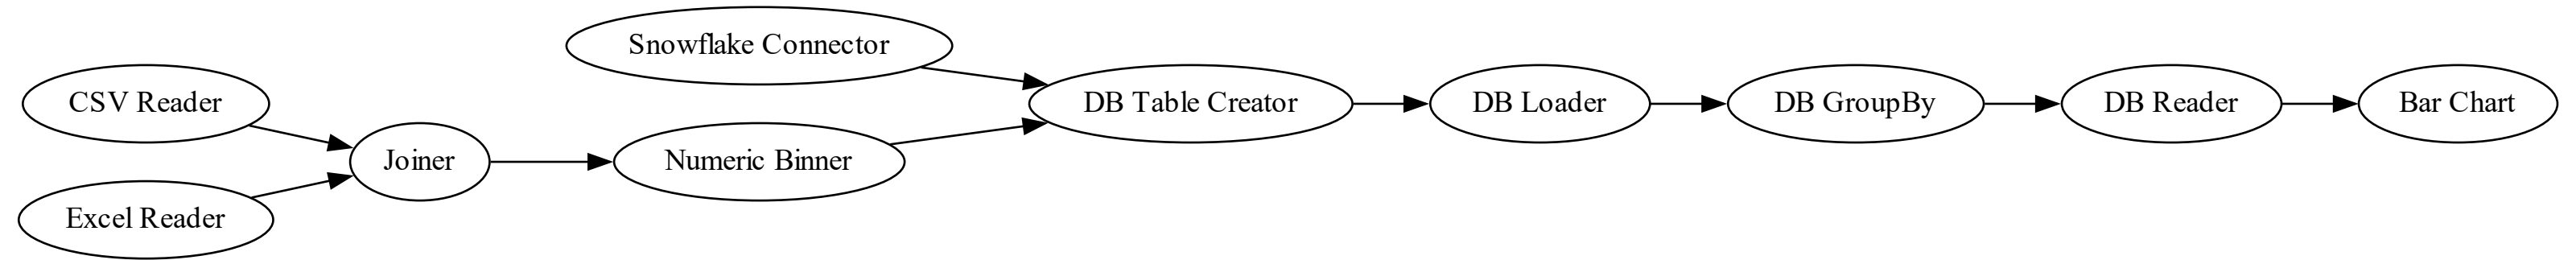 Snowflake Connector
CSV Reader
DB Table Creator
DB Loader
DB GroupBy
DB Reader
Bar Chart
Joiner
Numeric Binner
Excel Reader